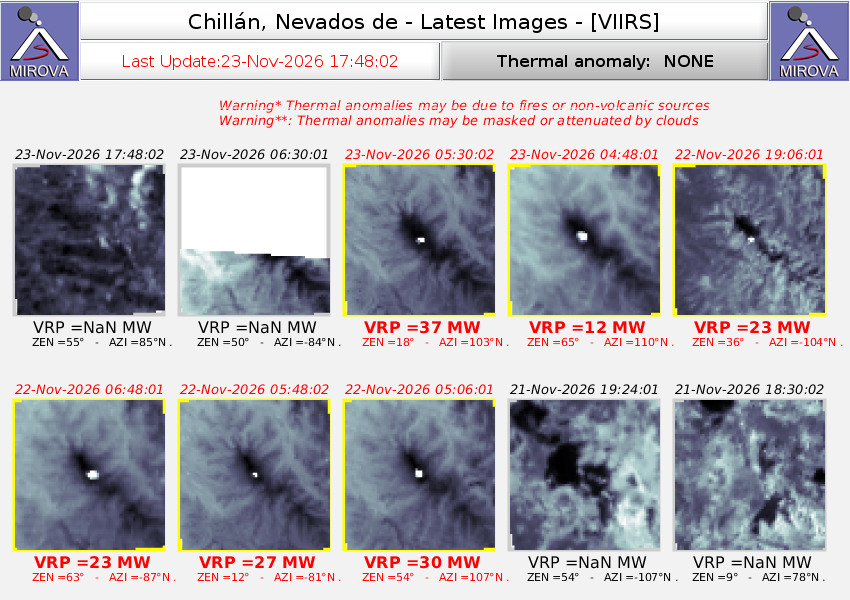 Chillán, Nevados de - Latest Images - [VIIRS]
MIROVA
Last Update:23-Nov-2026 17:48:02
Thermal anomaly: NONE
MIROVA
Warning* Thermal anomalies may be due to fires or non-volcanic sources
Warning**: Thermal anomalies may be masked or attenuated by clouds
23-Nov-2026 17:48:02
23-Nov-2026 06:30:01
23-Nov-2026 05:30:02
23-Nov-2026 04:48:01
22-Nov-2026 19:06:01
VRP =NaN MW
VRP =NaN MW
VRP =37 MW
VRP =12 MW
VRP =23 MW
ZEN =55° - AZI =85°N .
ZEN =50° - AZI =-84°N .
ZEN =18° - AZI =103°N .
ZEN =65° - AZI =110°N .
ZEN =36° - AZI =-104°N .
22-Nov-2026 06:48:01
22-Nov-2026 05:48:02
22-Nov-2026 05:06:01
21-Nov-2026 19:24:01
21-Nov-2026 18:30:02
VRP =23 MW
VRP =27 MW
VRP =30 MW
VRP =NaN MW
VRP =NaN MW
ZEN =63° - AZI =-87°N .
ZEN =12° - AZI =-81°N .
ZEN =54° - AZI =107°N .
ZEN =54° - AZI =-107°N .
ZEN =9° - AZI =78°N .